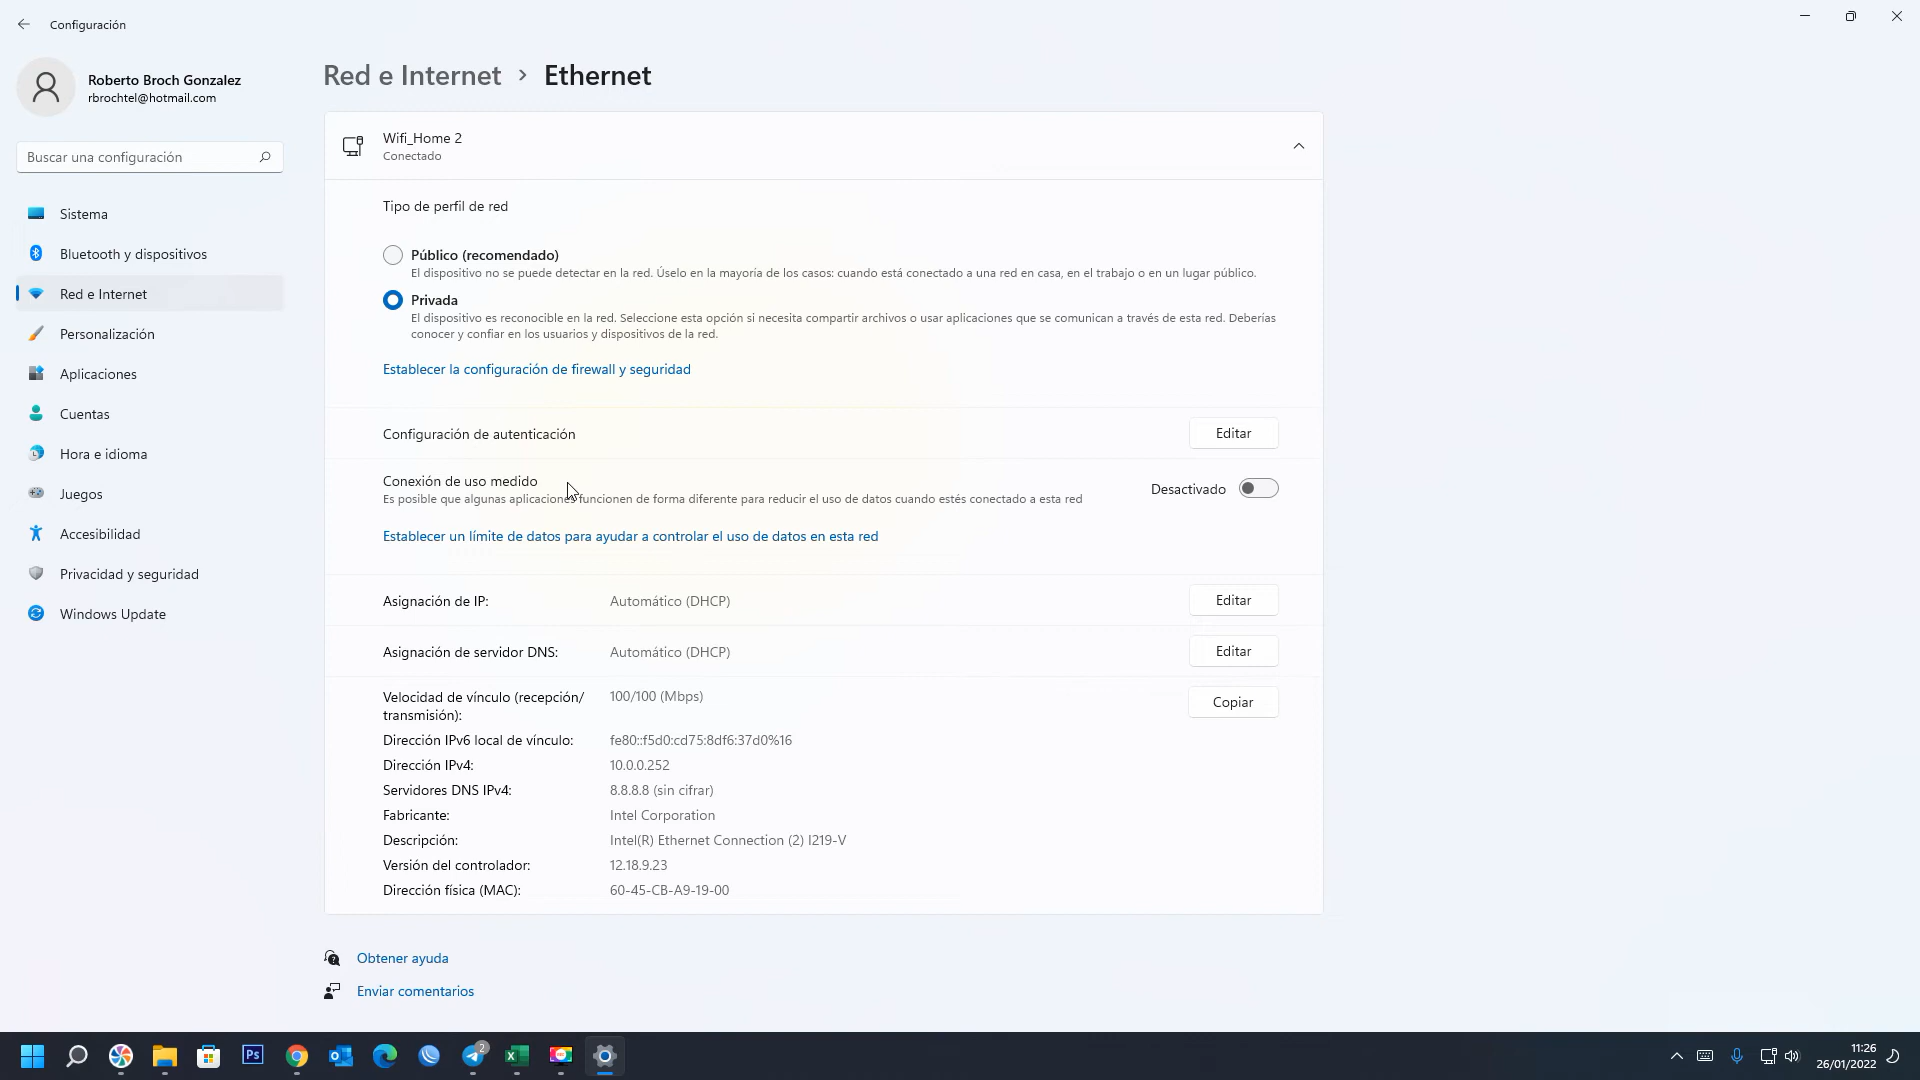 Configuración
Roberto Broch Gonzalez
rbrochtel@hotmail.com
Buscar una configuración
Sistema
Bluetooth y dispositivos
Red e Internet
Personalización
Aplicaciones
Cuentas
Hora e idioma
Juegos
Accesibilidad
Privacidad y seguridad
Windows Update
Red e Internet › Ethernet
Wifi_Home 2
Conectado
Tipo de perfil de red
Público (recomendado)
El dispositivo no se puede detectar en la red. Úselo en la mayoría de los casos: cuando está conectado a una red en casa, en el trabajo o en un lugar público.
Privada
El dispositivo es reconocible en la red. Seleccione esta opción si necesita compartir archivos o usar aplicaciones que se comunican a través de esta red. Deberías
conocer y confiar en los usuarios y dispositivos de la red.
Establecer la configuración de firewall y seguridad
Configuración de autenticación Editar
Conexión de uso medido
Es posible que algunas aplicaciones funcionen de forma diferente para reducir el uso de datos cuando estés conectado a esta red
Desactivado
Establecer un límite de datos para ayudar a controlar el uso de datos en esta red
Asignación de IP: Automático (DHCP) Editar
Asignación de servidor DNS: Automático (DHCP) Editar
Velocidad de vínculo (recepción/ 100/100 (Mbps) Copiar
transmisión):
Dirección IPv6 local de vínculo: fe80::f5d0:cd75:8df6:37d0%16
Dirección IPv4: 10.0.0.252
Servidores DNS IPv4: 8.8.8.8 (sin cifrar)
Fabricante: Intel Corporation
Descripción: Intel(R) Ethernet Connection (2) I219-V
Versión del controlador: 12.18.9.23
Dirección física (MAC): 60-45-CB-A9-19-00
Obtener ayuda
Enviar comentarios
Ps
2
11:26
26/01/2022